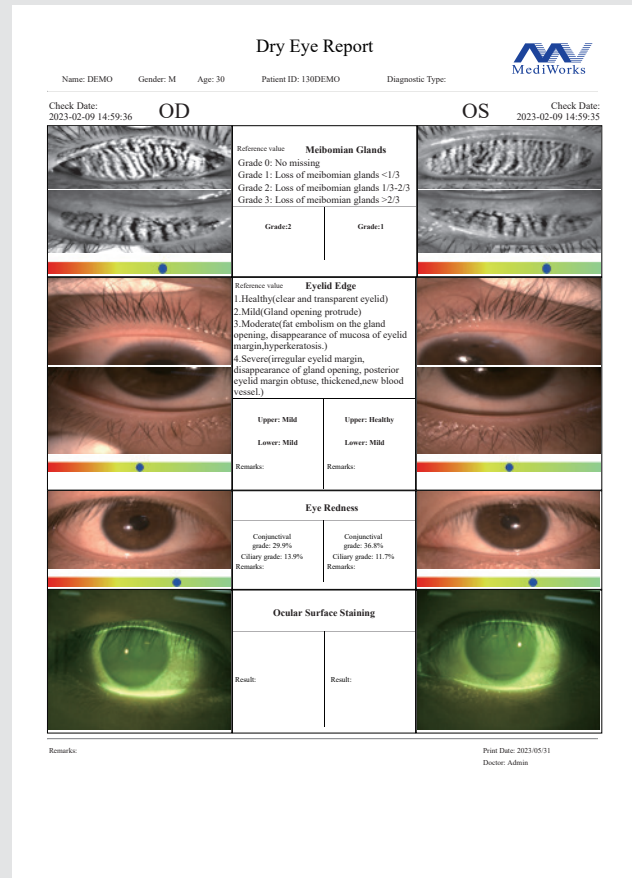 Dry Eye Report
MediWorks
Name: DEMO Gender: M Age: 30 Patient ID: 130DEMO Diagnostic Type:
Check Date:
2023-02-09 14:59:36
OD
OS
Check Date:
2023-02-09 14:59:35
Reference value Meibomian Glands
Grade 0: No missing
Grade 1: Loss of meibomian glands <1/3
Grade 2: Loss of meibomian glands 1/3-2/3
Grade 3: Loss of meibomian glands >2/3
Grade:2 Grade:1
Reference value Eyelid Edge
1.Healthy(clear and transparent eyelid)
2.Mild(Gland opening protrude)
3.Moderate(fat embolism on the gland
opening, disappearance of mucosa of eyelid
margin,hyperkeratosis.)
4.Severe(irregular eyelid margin,
disappearance of gland opening, posterior
eyelid margin obtuse, thickened,new blood
vessel.)
Upper: Mild Upper: Healthy
Lower: Mild Lower: Mild
Remarks: Remarks:
Eye Redness
Conjunctival
grade: 29.9%
Ciliary grade: 13.9%
Remarks:
Conjunctival
grade: 36.8%
Ciliary grade: 11.7%
Remarks:
Ocular Surface Staining
Result: Result:
Remarks:
Print Date: 2023/05/31
Doctor: Admin